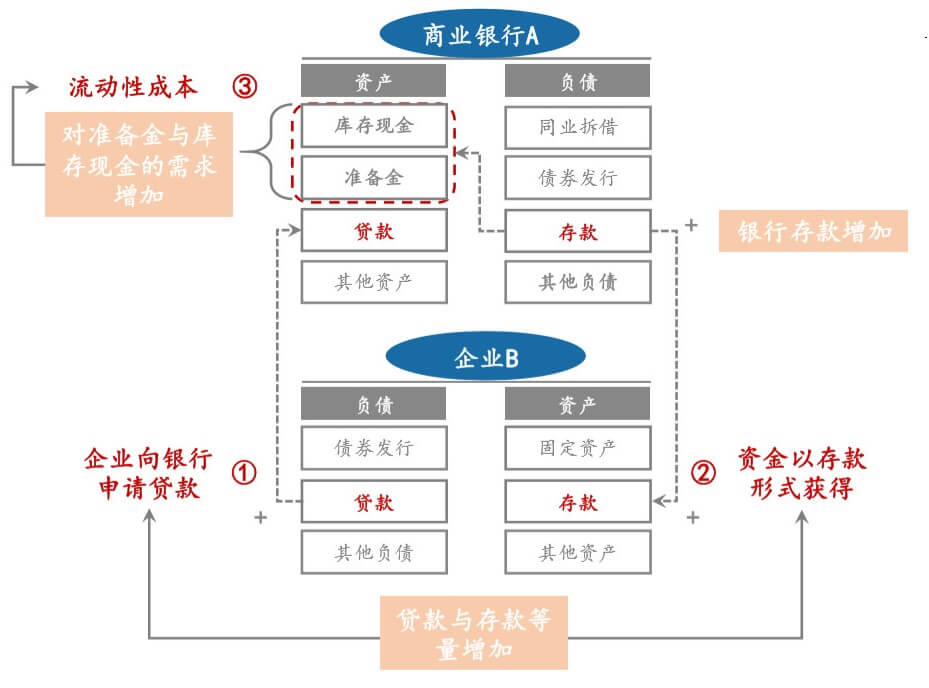 商业银行A
流动性成本 ③
资产
负债
对准备金与库
存现金的需求
增加
库存现金
同业拆借
准备金
债券发行
贷款
存款
+
银行存款增加
其他资产
其他负债
企业B
负债
资产
债券发行
固定资产
企业向银行
申请贷款
①
贷款
存款
②
资金以存款
形式获得
+
+
其他负债
其他资产
贷款与存款等
量增加